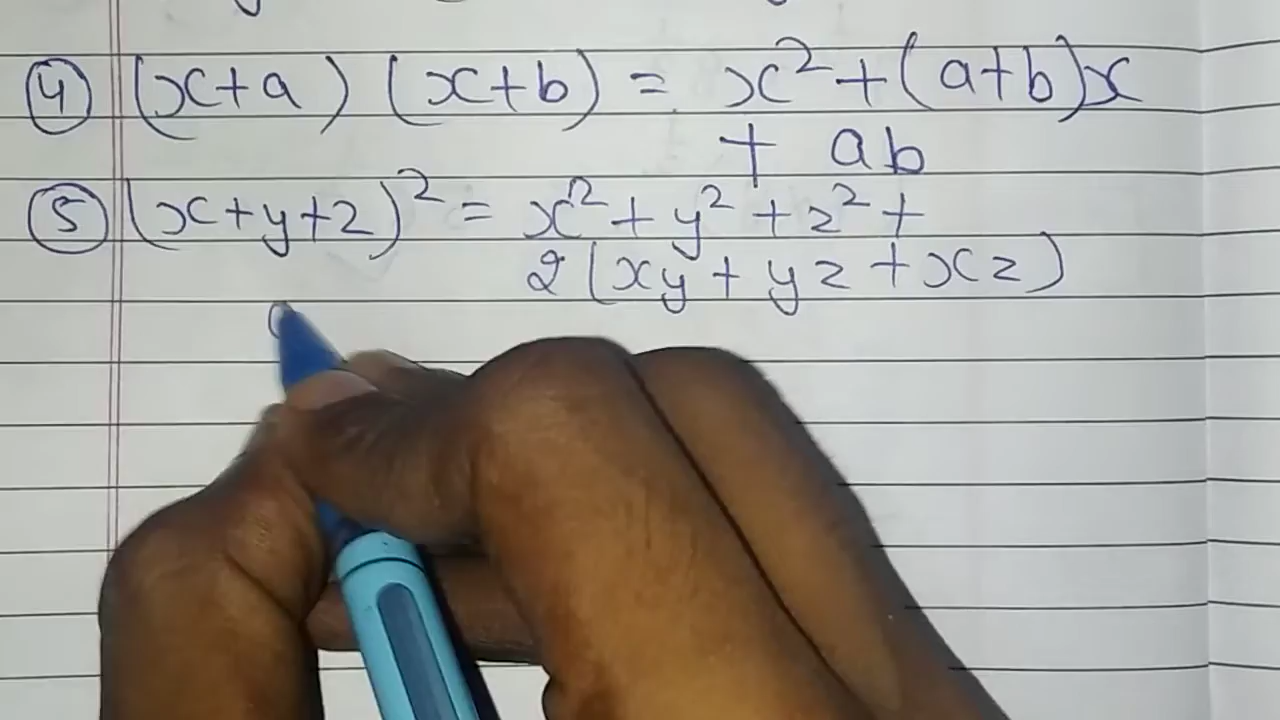 4 (x+a) (x+b) = x²+(a+b)x
+ ab
5 (x+y+z)² = x²+y²+z²+
2(xy+yz+xz)